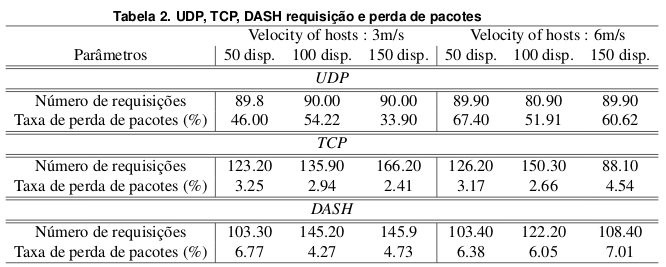 Tabela 2. UDP, TCP, DASH requisição e perda de pacotes
Velocity of hosts : 3m/s Velocity of hosts : 6m/s
Parâmetros 50 disp. 100 disp. 150 disp. 50 disp. 100 disp. 150 disp.
UDP
Número de requisições 89.8 90.00 90.00 89.90 80.90 89.90
Taxa de perda de pacotes (%) 46.00 54.22 33.90 67.40 51.91 60.62
TCP
Número de requisições 123.20 135.90 166.20 126.20 150.30 88.10
Taxa de perda de pacotes (%) 3.25 2.94 2.41 3.17 2.66 4.54
DASH
Número de requisições 103.30 145.20 145.9 103.40 122.20 108.40
Taxa de perda de pacotes (%) 6.77 4.27 4.73 6.38 6.05 7.01